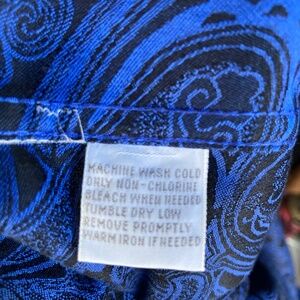 MACHINE WASH COLD
ONLY NON-CHLORINE
BLEACH WHEN NEEDED
TUMBLE DRY LOW
REMOVE PROMPTLY
WARM IRON IF NEEDED